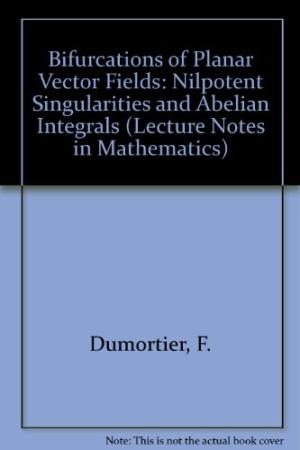 Bifurcations of Planar
Vector Fields: Nilpotent
Singularities and Abelian
Integrals (Lecture Notes
in Mathematics)
Dumortier, F.
Note: This is not the actual book cover